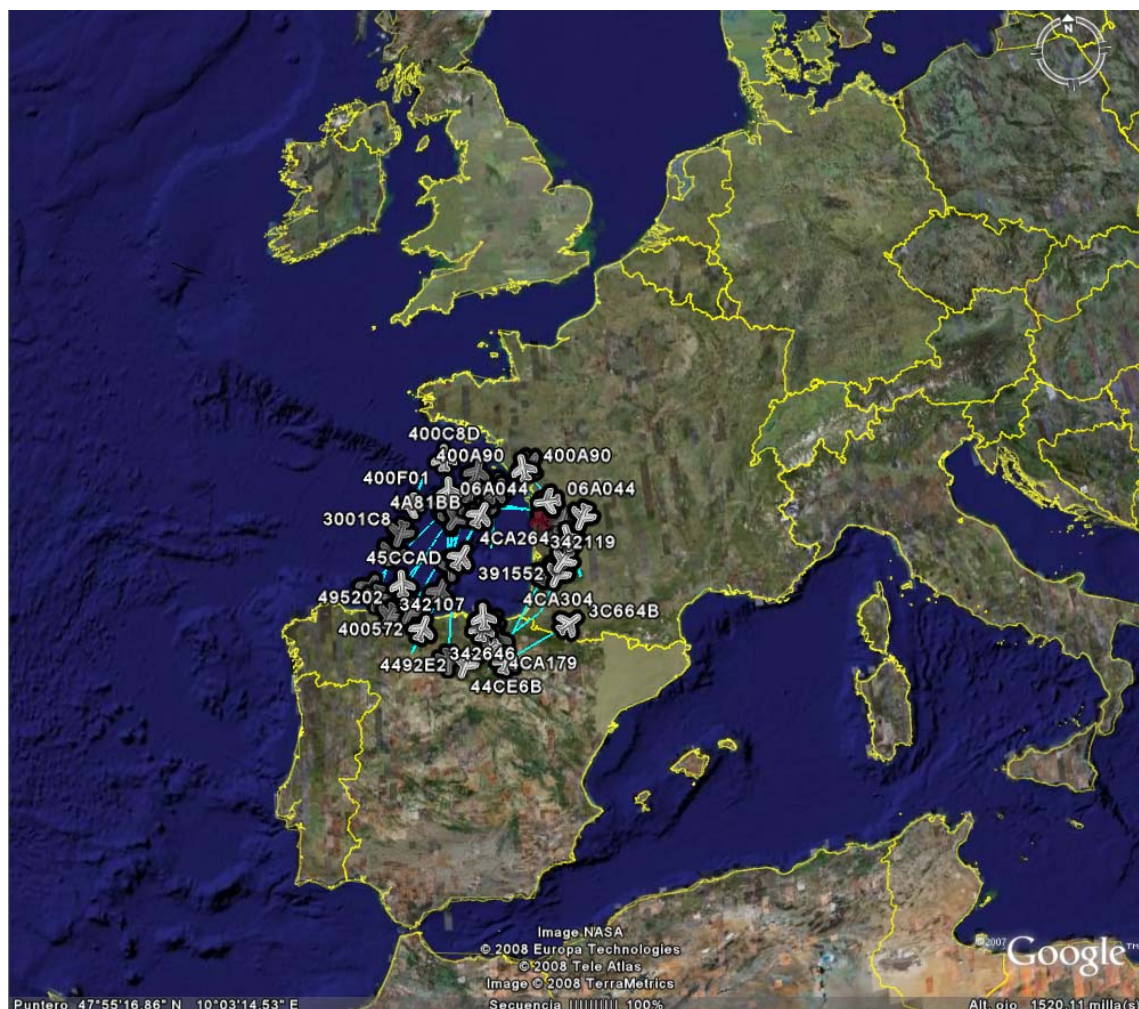 N
400C8D
400A90
400A90
400F01
06A044
06A044
4A81BB
3001C8
4CA264
342119
45CCAD
391552
495202
342107
4CA304
3C664B
400572
342646
4492E2
4CA179
44CE6B
Image NASA
© 2008 Europa Technologies
© 2008 Tele Atlas
Image © 2008 TerraMetrics
©2007 Google™
Puntero 47°55'16.86" N 10°03'14.53" E
Secuencia |||||||||| 100%
Alt. ojo 1520.11 milla(s)